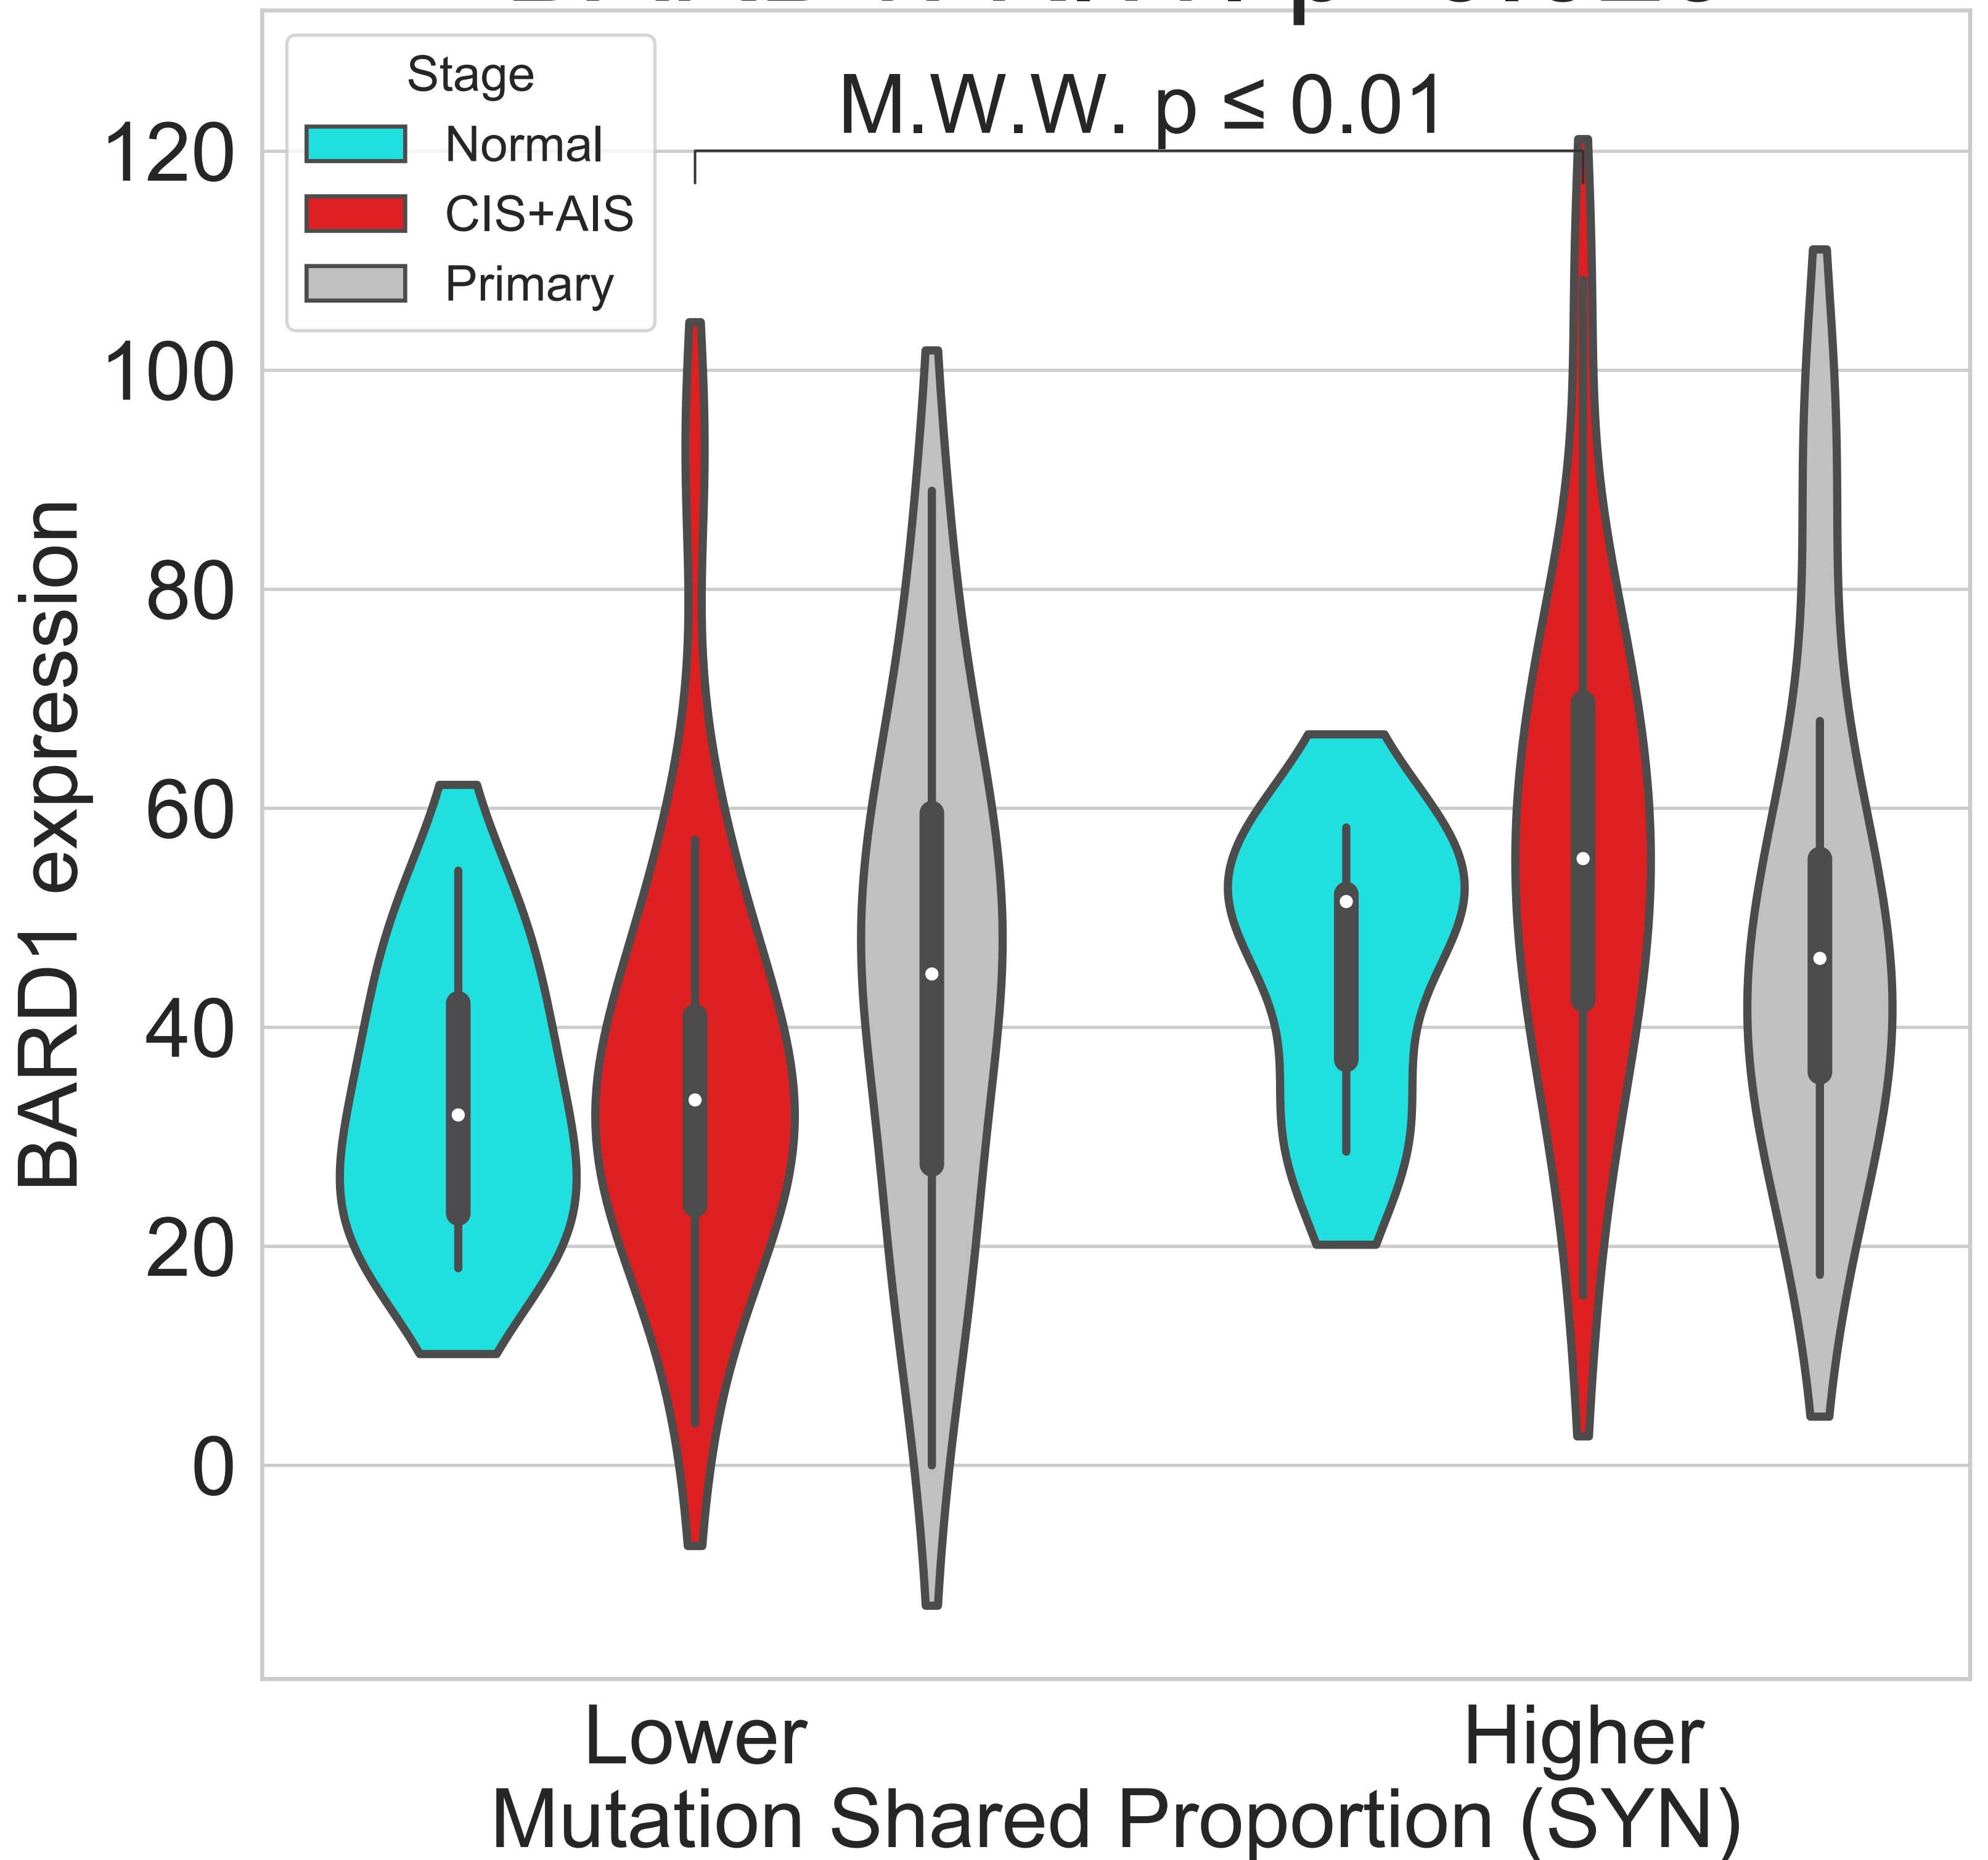 M.W.W. p ≤ 0.01
Stage
Normal
CIS+AIS
Primary
120
100
80
60
40
20
0
BARD1 expression
Lower
Higher
Mutation Shared Proportion (SYN)